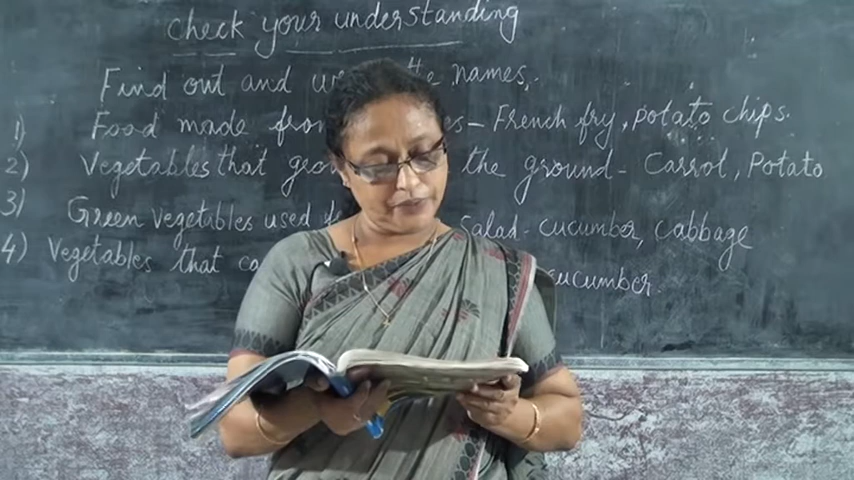 check your understanding
Find out and the names.
1) Food made from - French fry, potato chips.
2) Vegetables that the ground - Carrot, Potato
3) Green vegetables used salad - cucumber, cabbage
4) Vegetables that cucumber.